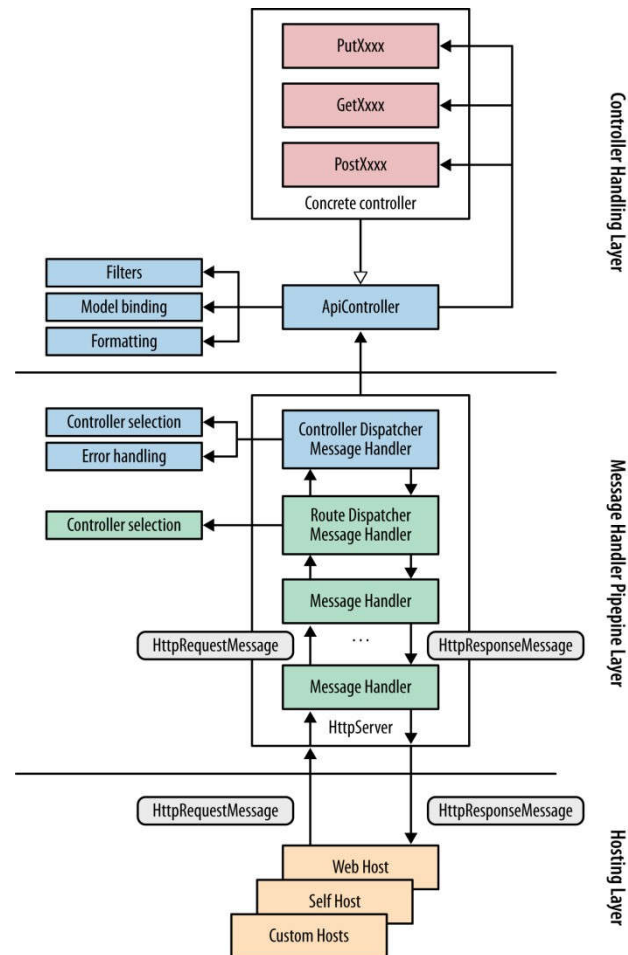 PutXxxx
GetXxxx
PostXxxx
Concrete controller
Controller Handling Layer
Filters
Model binding
Formatting
ApiController
Controller selection
Error handling
Controller Dispatcher
Message Handler
Controller selection
Route Dispatcher
Message Handler
Message Handler
HttpRequestMessage
...
HttpResponseMessage
Message Handler
HttpServer
Message Handler Pipepine Layer
HttpRequestMessage
HttpResponseMessage
Web Host
Self Host
Custom Hosts
Hosting Layer